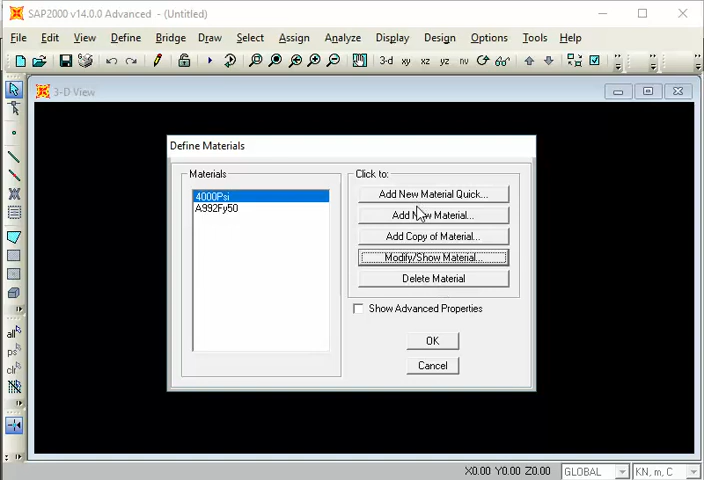 SAP2000 v14.0.0 Advanced - (Untitled)
File Edit View Define Bridge Draw Select Assign Analyze Display Design Options Tools Help
3-d xy xz yz nv
3-D View
Define Materials
Materials
4000Psi
A992Fy50
Click to:
Add New Material Quick...
Add New Material...
Add Copy of Material...
Modify/Show Material...
Delete Material
Show Advanced Properties
OK
Cancel
all
ps
clr
X0.00 Y0.00 Z0.00 GLOBAL KN, m, C